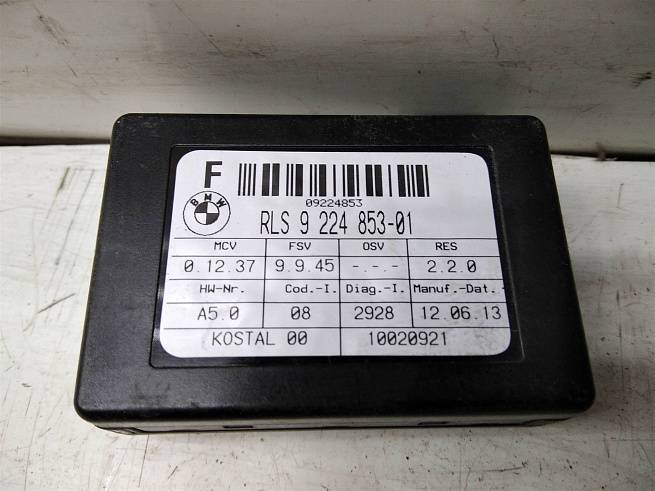 F
09224853
BMW
RLS 9 224 853-01
MCV FSV OSV RES
0.12.37 9.9.45 -.-.- 2.2.0
HW-Nr. Cod.-I. Diag.-I. Manuf.-Dat.
A5.0 08 2928 12.06.13
KOSTAL 00 10020921